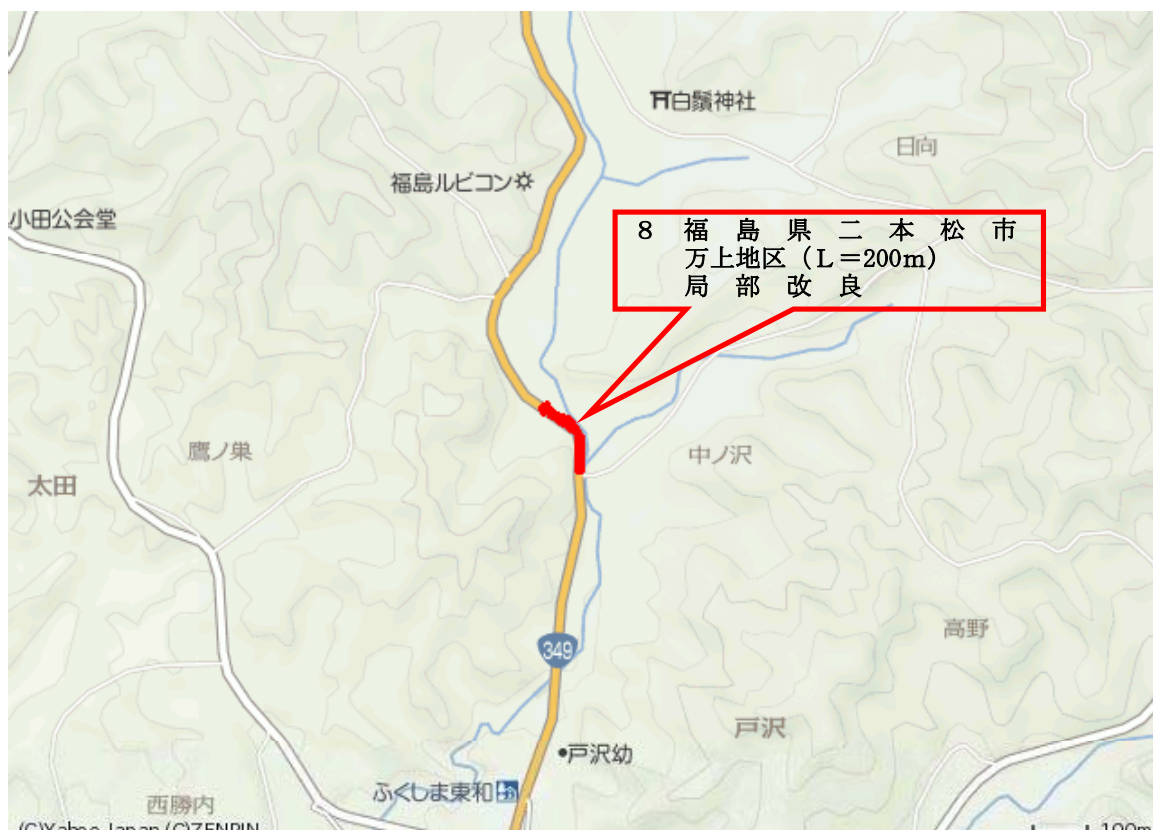 白鬚神社
日向
福島ルビコン
小田公会堂
8 福島県二本松市
万上地区(L=200m)
局部改良
鷹ノ巣
太田
中ノ沢
高野
349
戸沢
戸沢幼
ふくしま東和
西勝内
(C)Yahoo Japan,(C)ZENRIN
100m